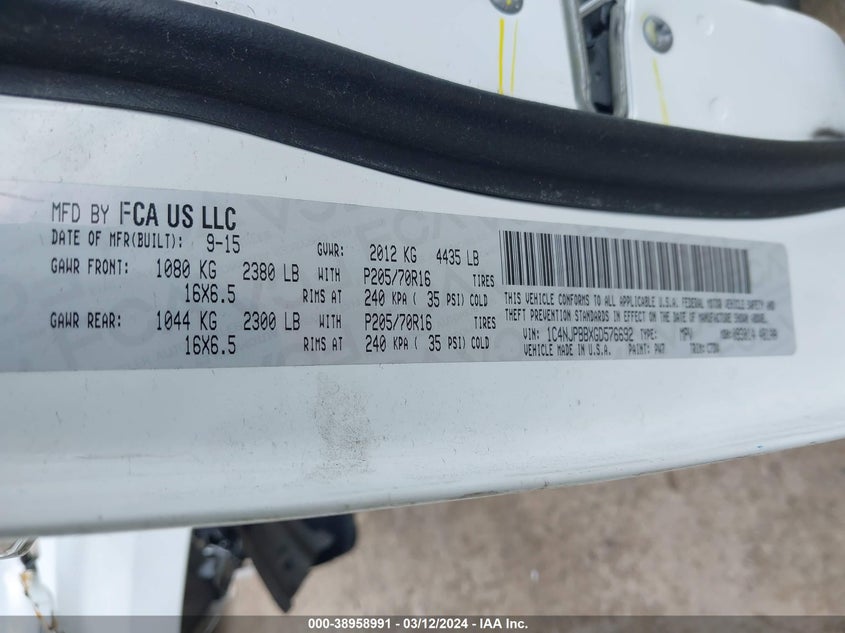 MFD BY FCA US LLC
DATE OF MFR(BUILT): 9-15 GVWR: 2012 KG 4435 LB
GAWR FRONT: 1080 KG 2380 LB WITH P205/70R16 TIRES
16X6.5 RIMS AT 240 KPA ( 35 PSI) COLD
GAWR REAR: 1044 KG 2300 LB WITH P205/70R16 TIRES
16X6.5 RIMS AT 240 KPA ( 35 PSI) COLD
THIS VEHICLE CONFORMS TO ALL APPLICABLE U.S.A. FEDERAL MOTOR VEHICLE SAFETY AND
THEFT PREVENTION STANDARDS IN EFFECT ON THE DATE OF MANUFACTURE SHOWN ABOVE.
VIN: 1C4NJPBBXGD576692 TYPE: MPV
VEHICLE MADE IN U.S.A. PAINT: PW7 TRIM:
000-38958991 - 03/12/2024 - IAA Inc.